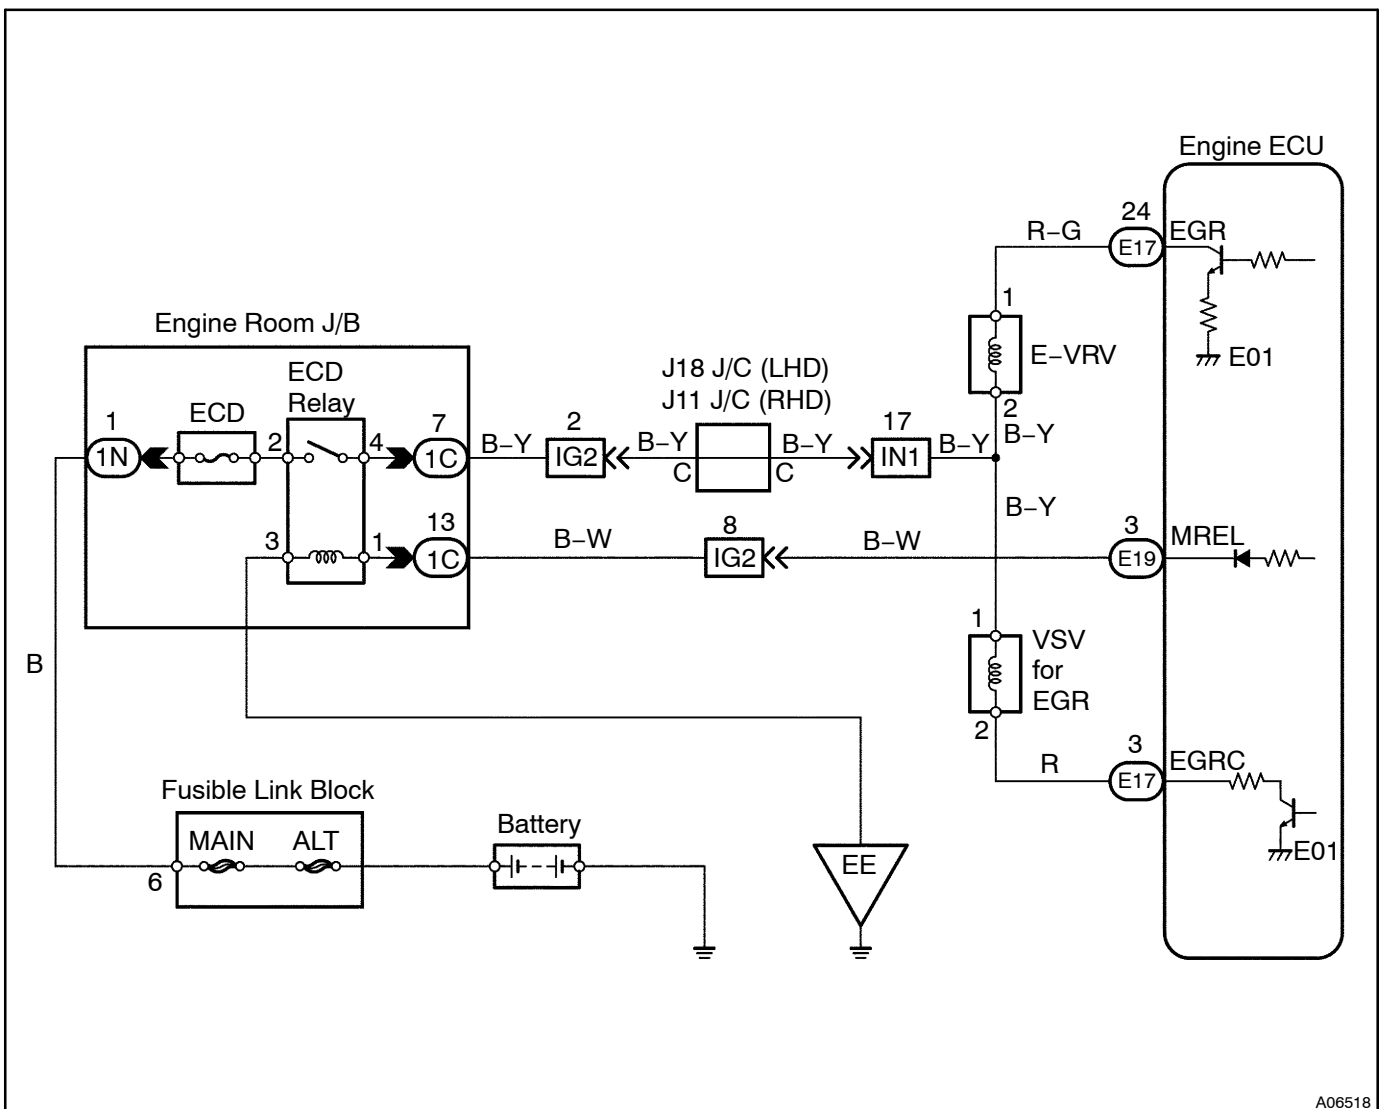 Engine ECU
24
R–G
E17
EGR
1
E01
Engine Room J/B
J18 J/C (LHD)
J11 J/C (RHD)
E–VRV
ECD
Relay
ECD
1
2
4
7
2
17
2
B–Y
1N
1C
B–Y
IG2
B–Y
B–Y
IN1
B–Y
C
C
B–Y
13
8
3
MREL
3
1
1C
B–W
IG2
B–W
E19
1
VSV
for
EGR
B
2
3
R
E17
EGRC
Fusible Link Block
MAIN
ALT
Battery
6
EE
E01
A06518